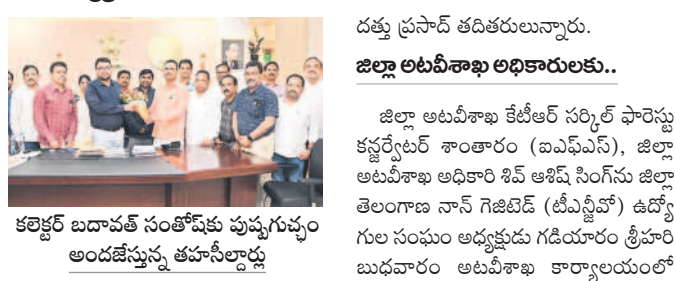 కలెక్టర్ బదావత్ సంతోష్‌కు పుష్పగుచ్ఛం
అందజేస్తున్న తహసీల్దార్లు
దత్తు ప్రసాద్ తదితరులున్నారు.
జిల్లా అటవీశాఖ అధికారులకు..
జిల్లా అటవీశాఖ కేటీఆర్ సర్కిల్ ఫారెస్టు
కన్జర్వేటర్ శాంతారం (ఐఎఫ్ఎస్), జిల్లా
అటవీశాఖ అధికారి శివ్ ఆశిష్ సింగ్‌ను జిల్లా
తెలంగాణ నాన్ గెజిటెడ్ (టీఎన్జీవో) ఉద్యో
గుల సంఘం అధ్యక్షుడు గడియారం శ్రీహరి
బుధవారం అటవీశాఖ కార్యాలయంలో